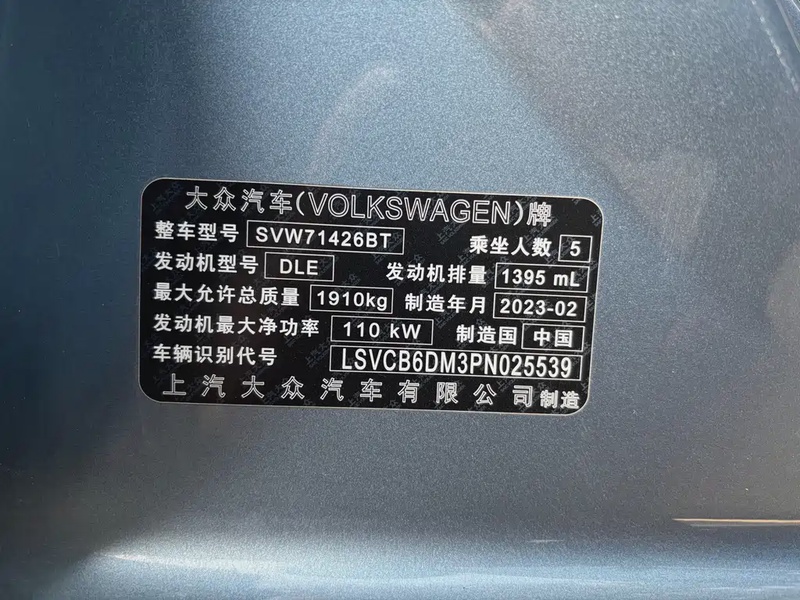 大众汽车(VOLKSWAGEN)牌
整车型号 SVW71426BT 乘坐人数 5
发动机型号 DLE 发动机排量 1395 mL
最大允许总质量 1910kg 制造年月 2023-02
发动机最大净功率 110 kW 制造国 中国
车辆识别代号 LSVCB6DM3PN025539
上汽大众汽车有限公司制造